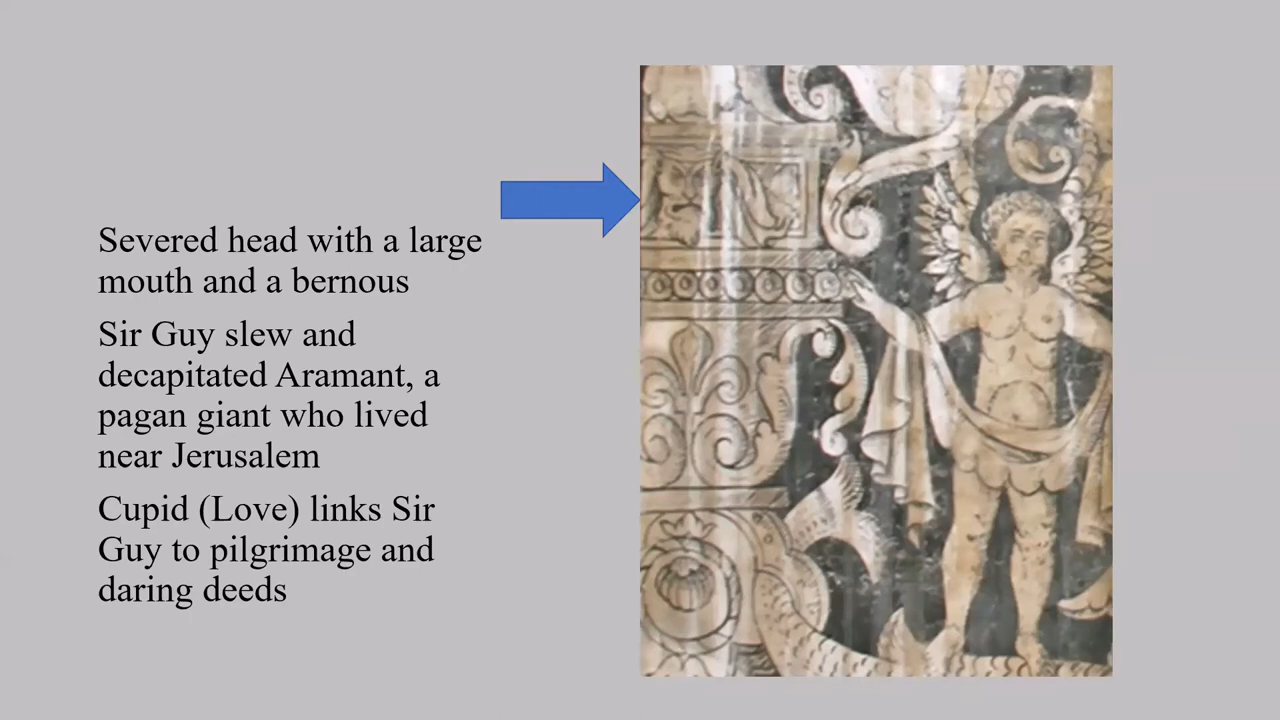 Severed head with a large
mouth and a bernous
Sir Guy slew and
decapitated Aramant, a
pagan giant who lived
near Jerusalem
Cupid (Love) links Sir
Guy to pilgrimage and
daring deeds